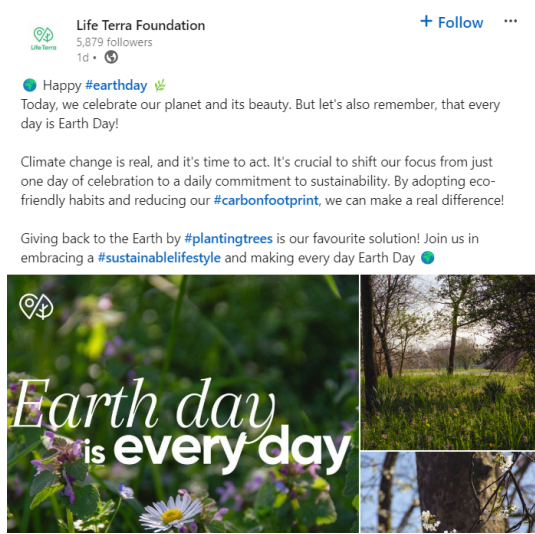 Life Terra Foundation
+ Follow
...
5,879 followers
1d •
Life Terra
Happy #earthday
Today, we celebrate our planet and its beauty. But let's also remember, that every
day is Earth Day!
Climate change is real, and it's time to act. It's crucial to shift our focus from just
one day of celebration to a daily commitment to sustainability. By adopting eco-
friendly habits and reducing our #carbonfootprint, we can make a real difference!
Giving back to the Earth by #plantingtrees is our favourite solution! Join us in
embracing a #sustainablelifestyle and making every day Earth Day
Earth day
is every day